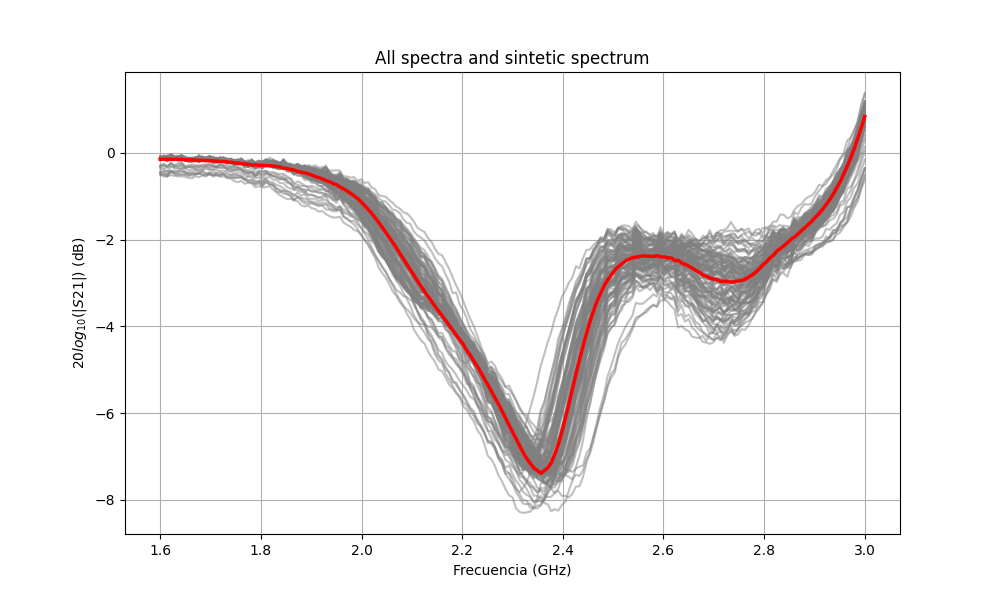 All spectra and sintetic spectrum
20log10(|S21|) (dB)
0
−2
−4
−6
−8
1.6 1.8 2.0 2.2 2.4 2.6 2.8 3.0
Frecuencia (GHz)